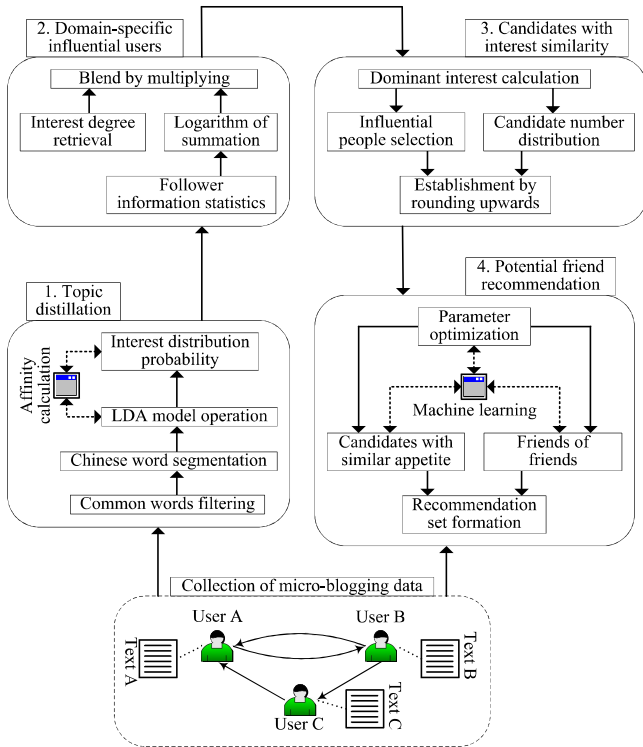 2. Domain-specific
influential users
Blend by multiplying
Interest degree
retrieval
Logarithm of
summation
Follower
information statistics
3. Candidates with
interest similarity
Dominant interest calculation
Influential
people selection
Candidate number
distribution
Establishment by
rounding upwards
1. Topic
distillation
Interest distribution
probability
Affinity
calculation
LDA model operation
Chinese word segmentation
Common words filtering
4. Potential friend
recommendation
Parameter
optimization
Machine learning
Candidates with
similar appetite
Friends of
friends
Recommendation
set formation
Collection of micro-blogging data
User A
User B
Text A
Text B
User C
Text C